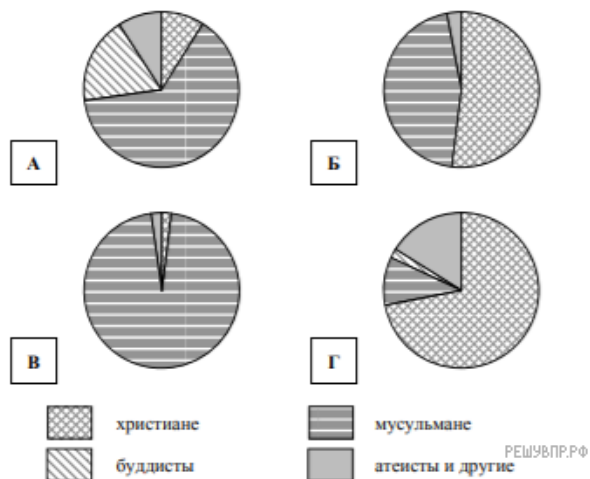 А
Б
В
Г
христиане
мусульмане
буддисты
атеисты и другие
РЕШУВПР.РФ